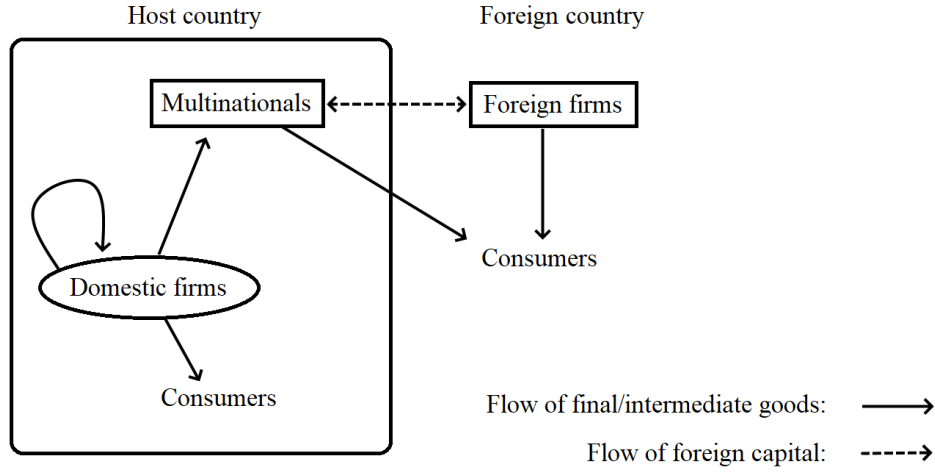 Host country
Foreign country
Multinationals
Foreign firms
Consumers
Domestic firms
Consumers
Flow of final/intermediate goods:
Flow of foreign capital: